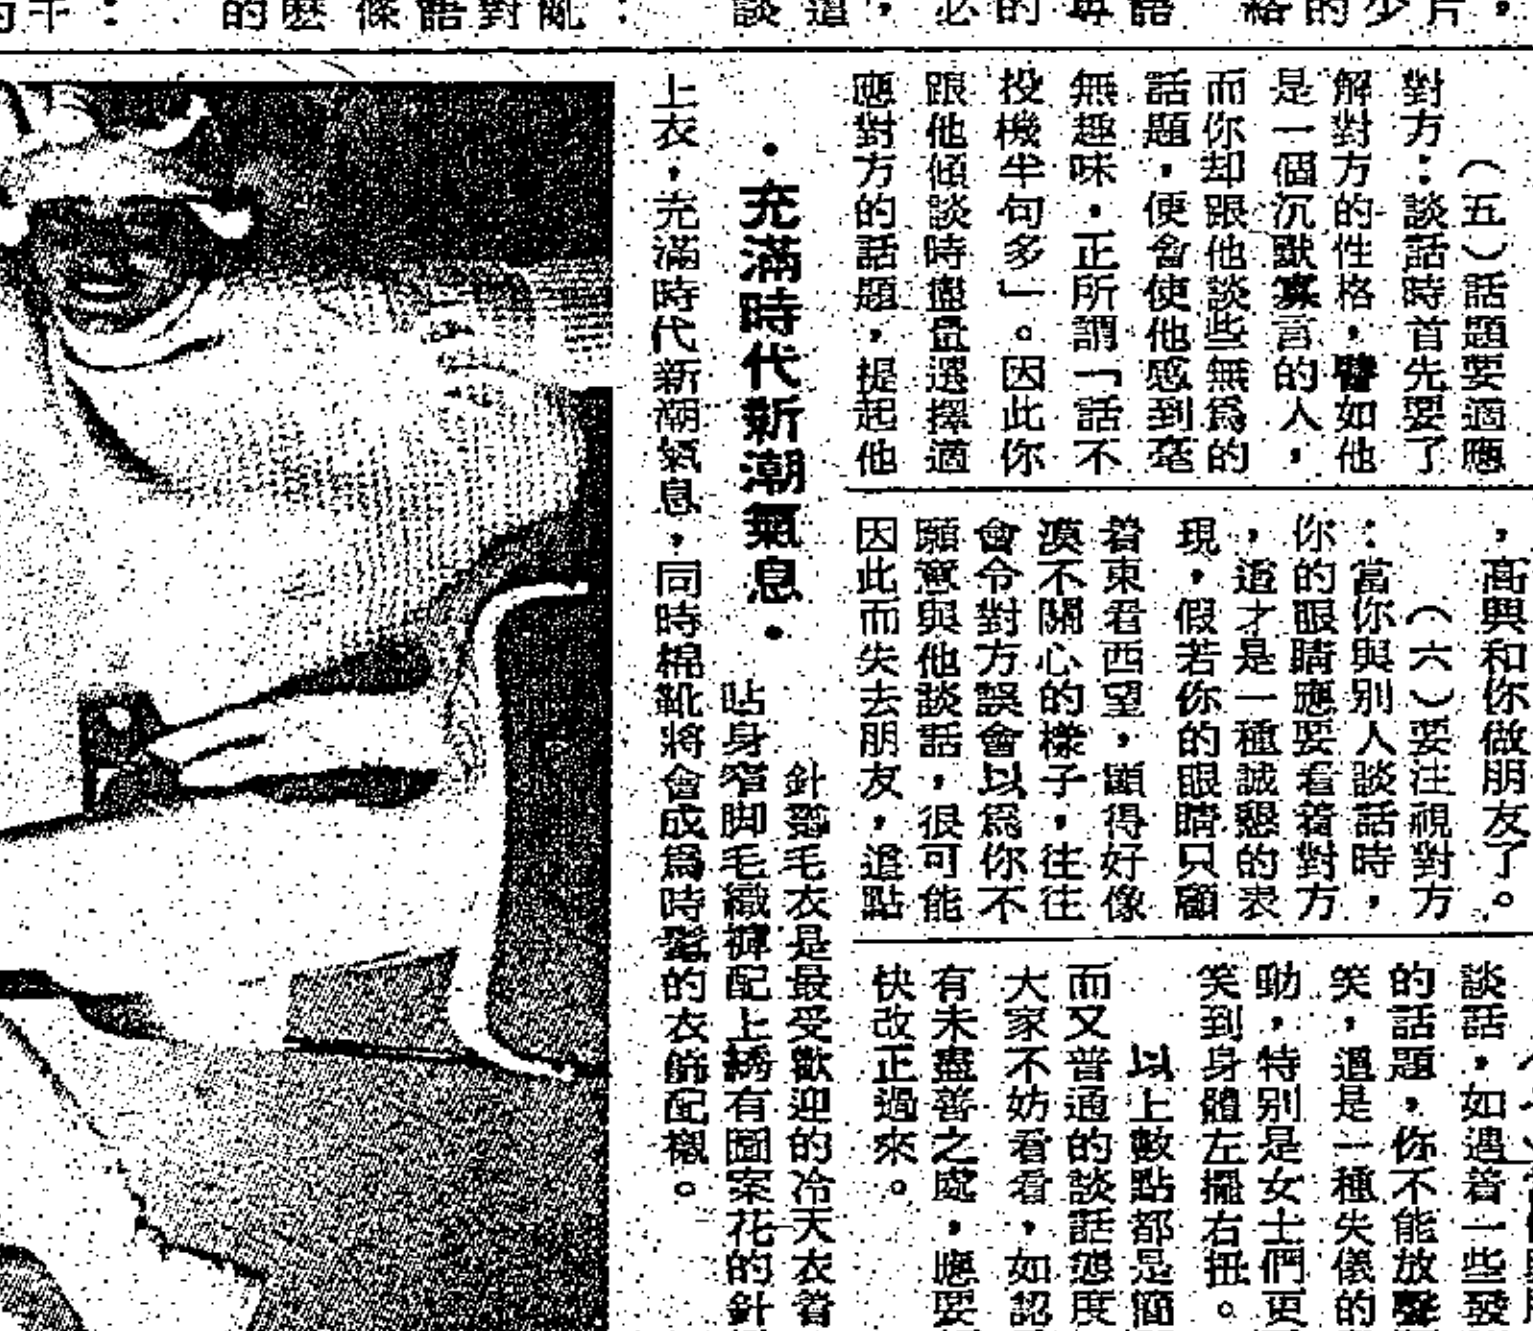 （五）話題要適應
對方：談話時首先要了
解對方的性格，譬如他
是一個沉默寡言的人，
而你却跟他談些無爲的
話題，便會使他感到毫
無趣味，正所謂「話不
投機半句多」。因此你
跟他傾談時儘量選擇適
應對方的話題，提起他
，高興和你做朋友了。
（六）要注視對方
：當你與别人談話時，
你的眼睛應要看着對方
，這才是一種誠懇的表
現，假若你的眼睛只顧
着東看西望，顯得好像
漠不關心的樣子，往往
會令對方誤會以爲你不
願意與他談話，很可能
因此而失去朋友，這點
談話，如遇着一些發
的話題，你不能放聲
笑，這是一種失儀的
動，特别是女士們更
笑到身體左擺右扭。
以上數點都是簡
而又普通的談話態度
大家不妨看看，如認
有未盡善之處，應要
快改正過來。
·充滿時代新潮氣息·
針織毛衣是最受歡迎的冷天衣着
貼身窄脚毛織褲配上綉有圖案花的針
上衣，充滿時代新潮氣息，同時棉靴將會成爲時髦的衣飾配襯。